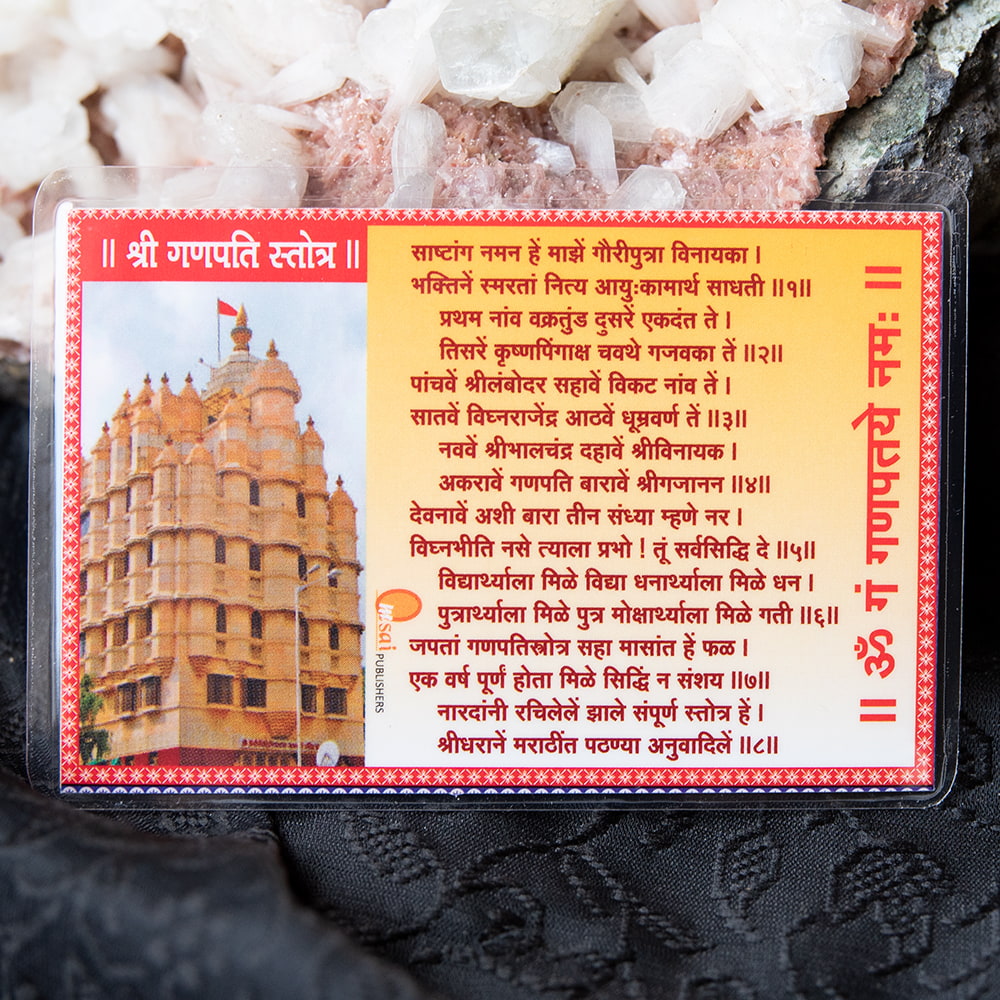 ॥ श्री गणपति स्तोत्र ॥
साष्टांग नमन हें माझें गौरीपुत्रा विनायका ।
भक्तिनें स्मरतां नित्य आयुःकामार्थ साधती ॥१॥
प्रथम नांव वक्रतुंड दुसरें एकदंत ते ।
तिसरें कृष्णपिंगाक्ष चवथे गजवका तें ॥२॥
पांचवें श्रीलंबोदर सहावें विकट नांव तें ।
सातवें विघ्नराजेंद्र आठवें धूम्रवर्ण तें ॥३॥
नववें श्रीभालचंद्र दहावें श्रीविनायक ।
अकरावें गणपति बारावें श्रीगजानन ॥४॥
देवनावें अशी बारा तीन संध्या म्हणे नर ।
विघ्नभीति नसे त्याला प्रभो ! तूं सर्वसिद्धि दे ॥५॥
विद्यार्थ्याला मिळे विद्या धनार्थ्याला मिळे धन ।
पुत्रार्थ्याला मिळे पुत्र मोक्षार्थ्याला मिळे गती ॥६॥
जपतां गणपतिस्त्रोत्र सहा मासांत हें फळ ।
एक वर्ष पूर्णं होता मिळे सिद्धिं न संशय ॥७॥
नारदांनी रचिलेलें झाले संपूर्ण स्तोत्र हें ।
श्रीधरानें मराठींत पठण्या अनुवादिलें ॥८॥
॥ ॐ गं गणपतये नमः ॥
Omsai
PUBLISHERS